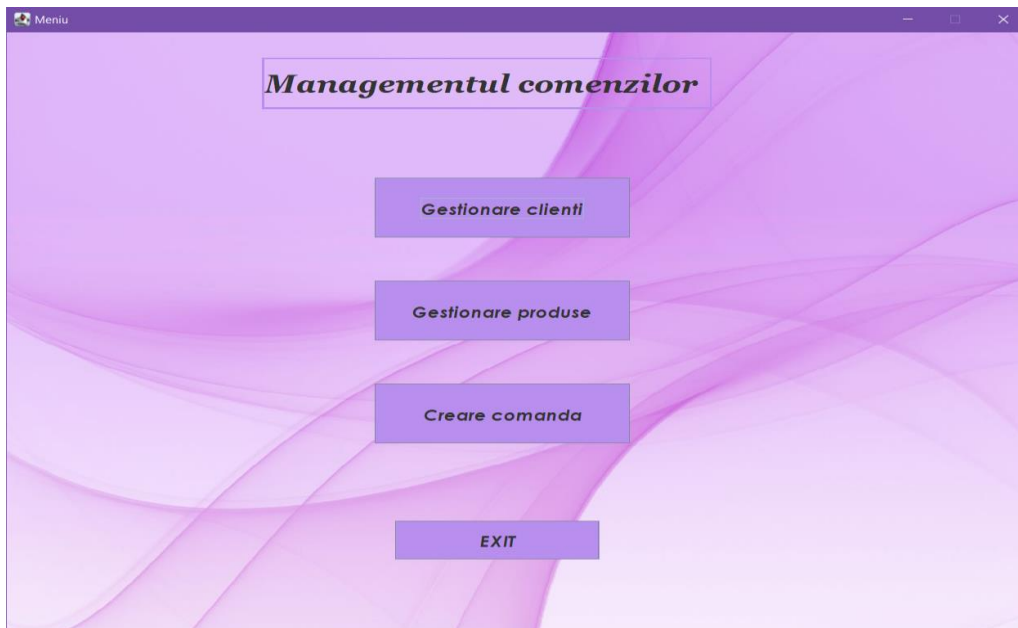 Meniu
Managementul comenzilor
Gestionare clienti
Gestionare produse
Creare comanda
EXIT